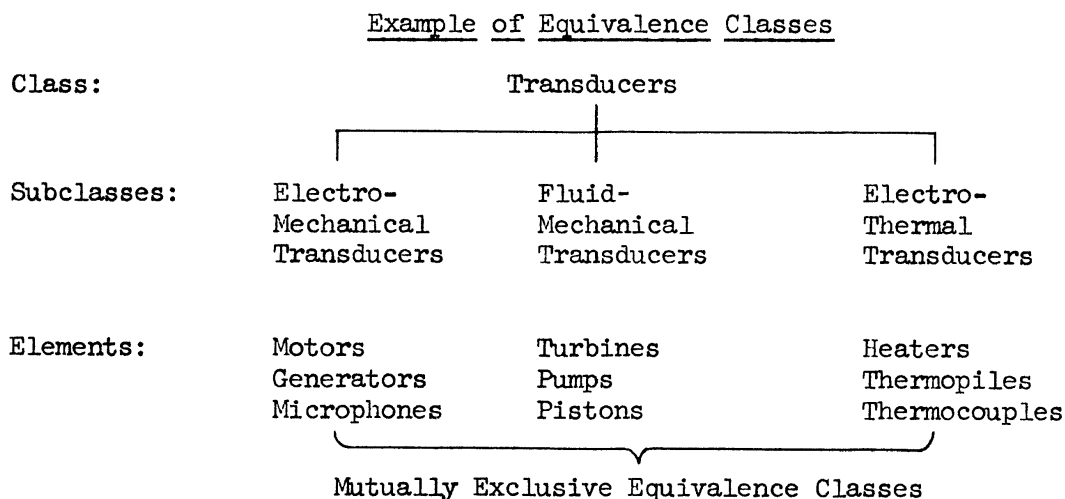 Example of Equivalence Classes
Class: Transducers
Subclasses: Electro- Fluid- Electro-
Mechanical Mechanical Thermal
Transducers Transducers Transducers
Elements: Motors Turbines Heaters
Generators Pumps Thermopiles
Microphones Pistons Thermocouples
Mutually Exclusive Equivalence Classes